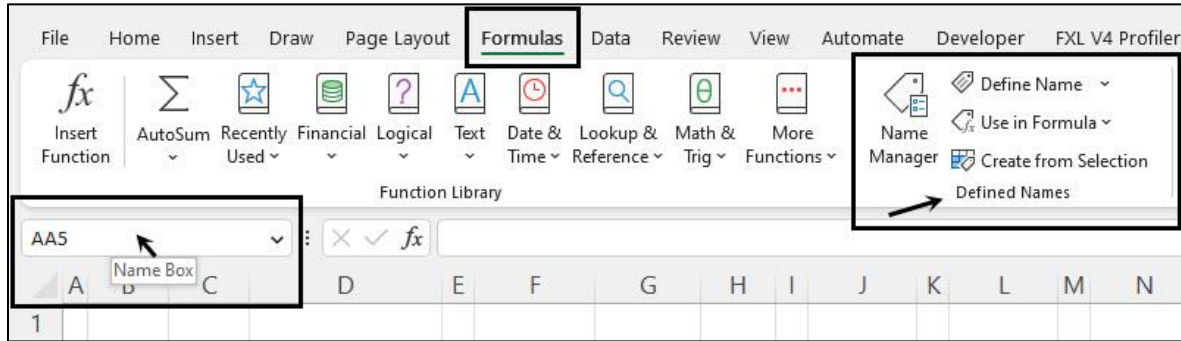 File Home Insert Draw Page Layout Formulas Data Review View Automate Developer FXL V4 Profiler
fx
Insert Function
AutoSum
Recently Used
Financial
Logical
Text
Date & Time
Lookup & Reference
Math & Trig
More Functions
Function Library
Name Manager
Define Name
Use in Formula
Create from Selection
Defined Names
AA5
fx
Name Box
A B C D E F G H I J K L M N
1